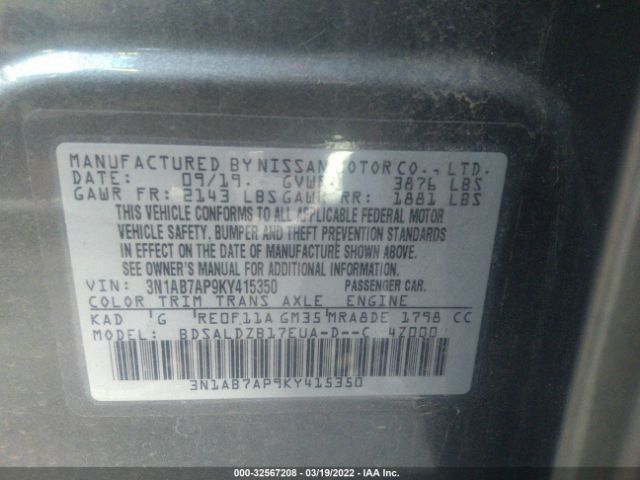 MANUFACTURED BY NISSAN MOTOR CO., LTD.
DATE: 09/19. GVWR: 3876 LBS
GAWR FR: 2143 LBS GAWR RR: 1881 LBS
THIS VEHICLE CONFORMS TO ALL APPLICABLE FEDERAL MOTOR
VEHICLE SAFETY, BUMPER AND THEFT PREVENTION STANDARDS
IN EFFECT ON THE DATE OF MANUFACTURE SHOWN ABOVE.
SEE OWNER'S MANUAL FOR ADDITIONAL INFORMATION.
VIN: 3N1AB7AP9KY415350 PASSENGER CAR.
COLOR TRIM TRANS AXLE ENGINE
KAD G RE0F11A GM35 MRA8DE 1798 CC
MODEL: BDSALDZB17EUA-D--C 4Z000
3N1AB7AP9KY415350
000-32567208 - 03/19/2022 - IAA Inc.